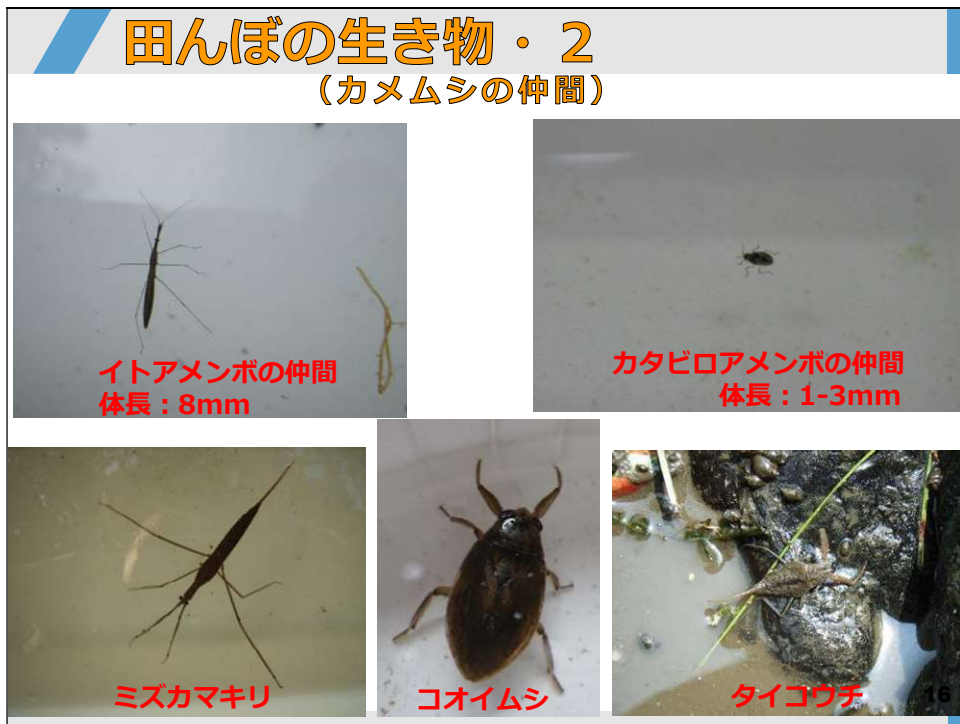 田んぼの生き物・2
（カメムシの仲間）
イトアメンボの仲間
体長：8mm
カタビロアメンボの仲間
体長：1-3mm
ミズカマキリ
コオイムシ
タイコウチ
16